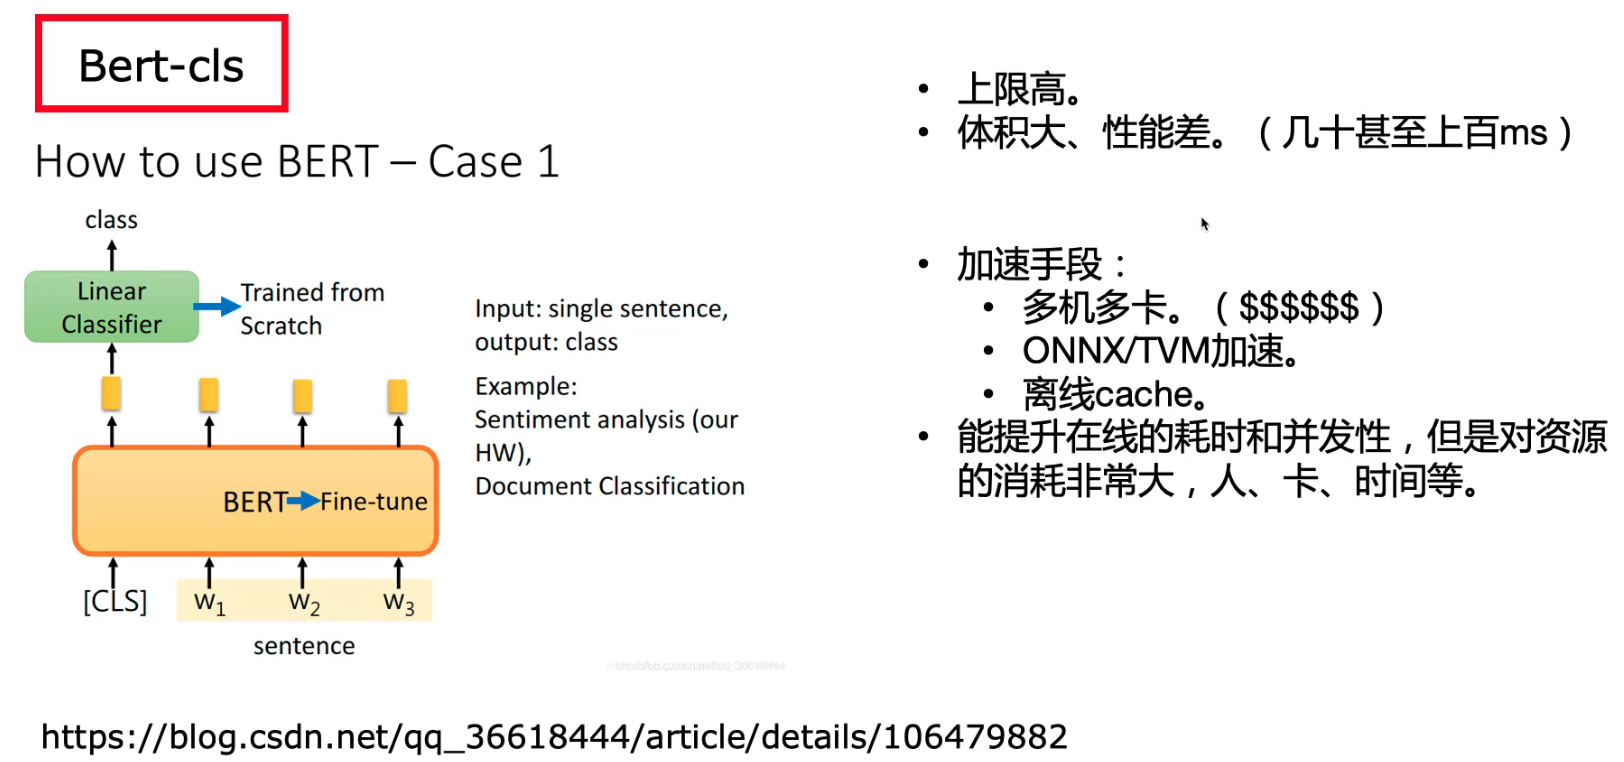 Bert-cls
How to use BERT – Case 1
class
Linear
Classifier
Trained from
Scratch
BERT
Fine-tune
[CLS]
w1
w2
w3
sentence
Input: single sentence,
output: class
Example:
Sentiment analysis (our
HW),
Document Classification
• 上限高。
• 体积大、性能差。（几十甚至上百ms）
• 加速手段：
• 多机多卡。（$$$$$$）
• ONNX/TVM加速。
• 离线cache。
• 能提升在线的耗时和并发性，但是对资源
的消耗非常大，人、卡、时间等。
https://blog.csdn.net/qq_36618444/article/details/106479882